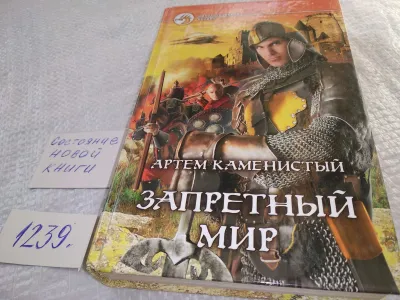 АРТЕМ КАМЕНИСТЫЙ
ЗАПРЕТНЫЙ
МИР
Состояние
НОВОЙ
КНИГИ
1239.